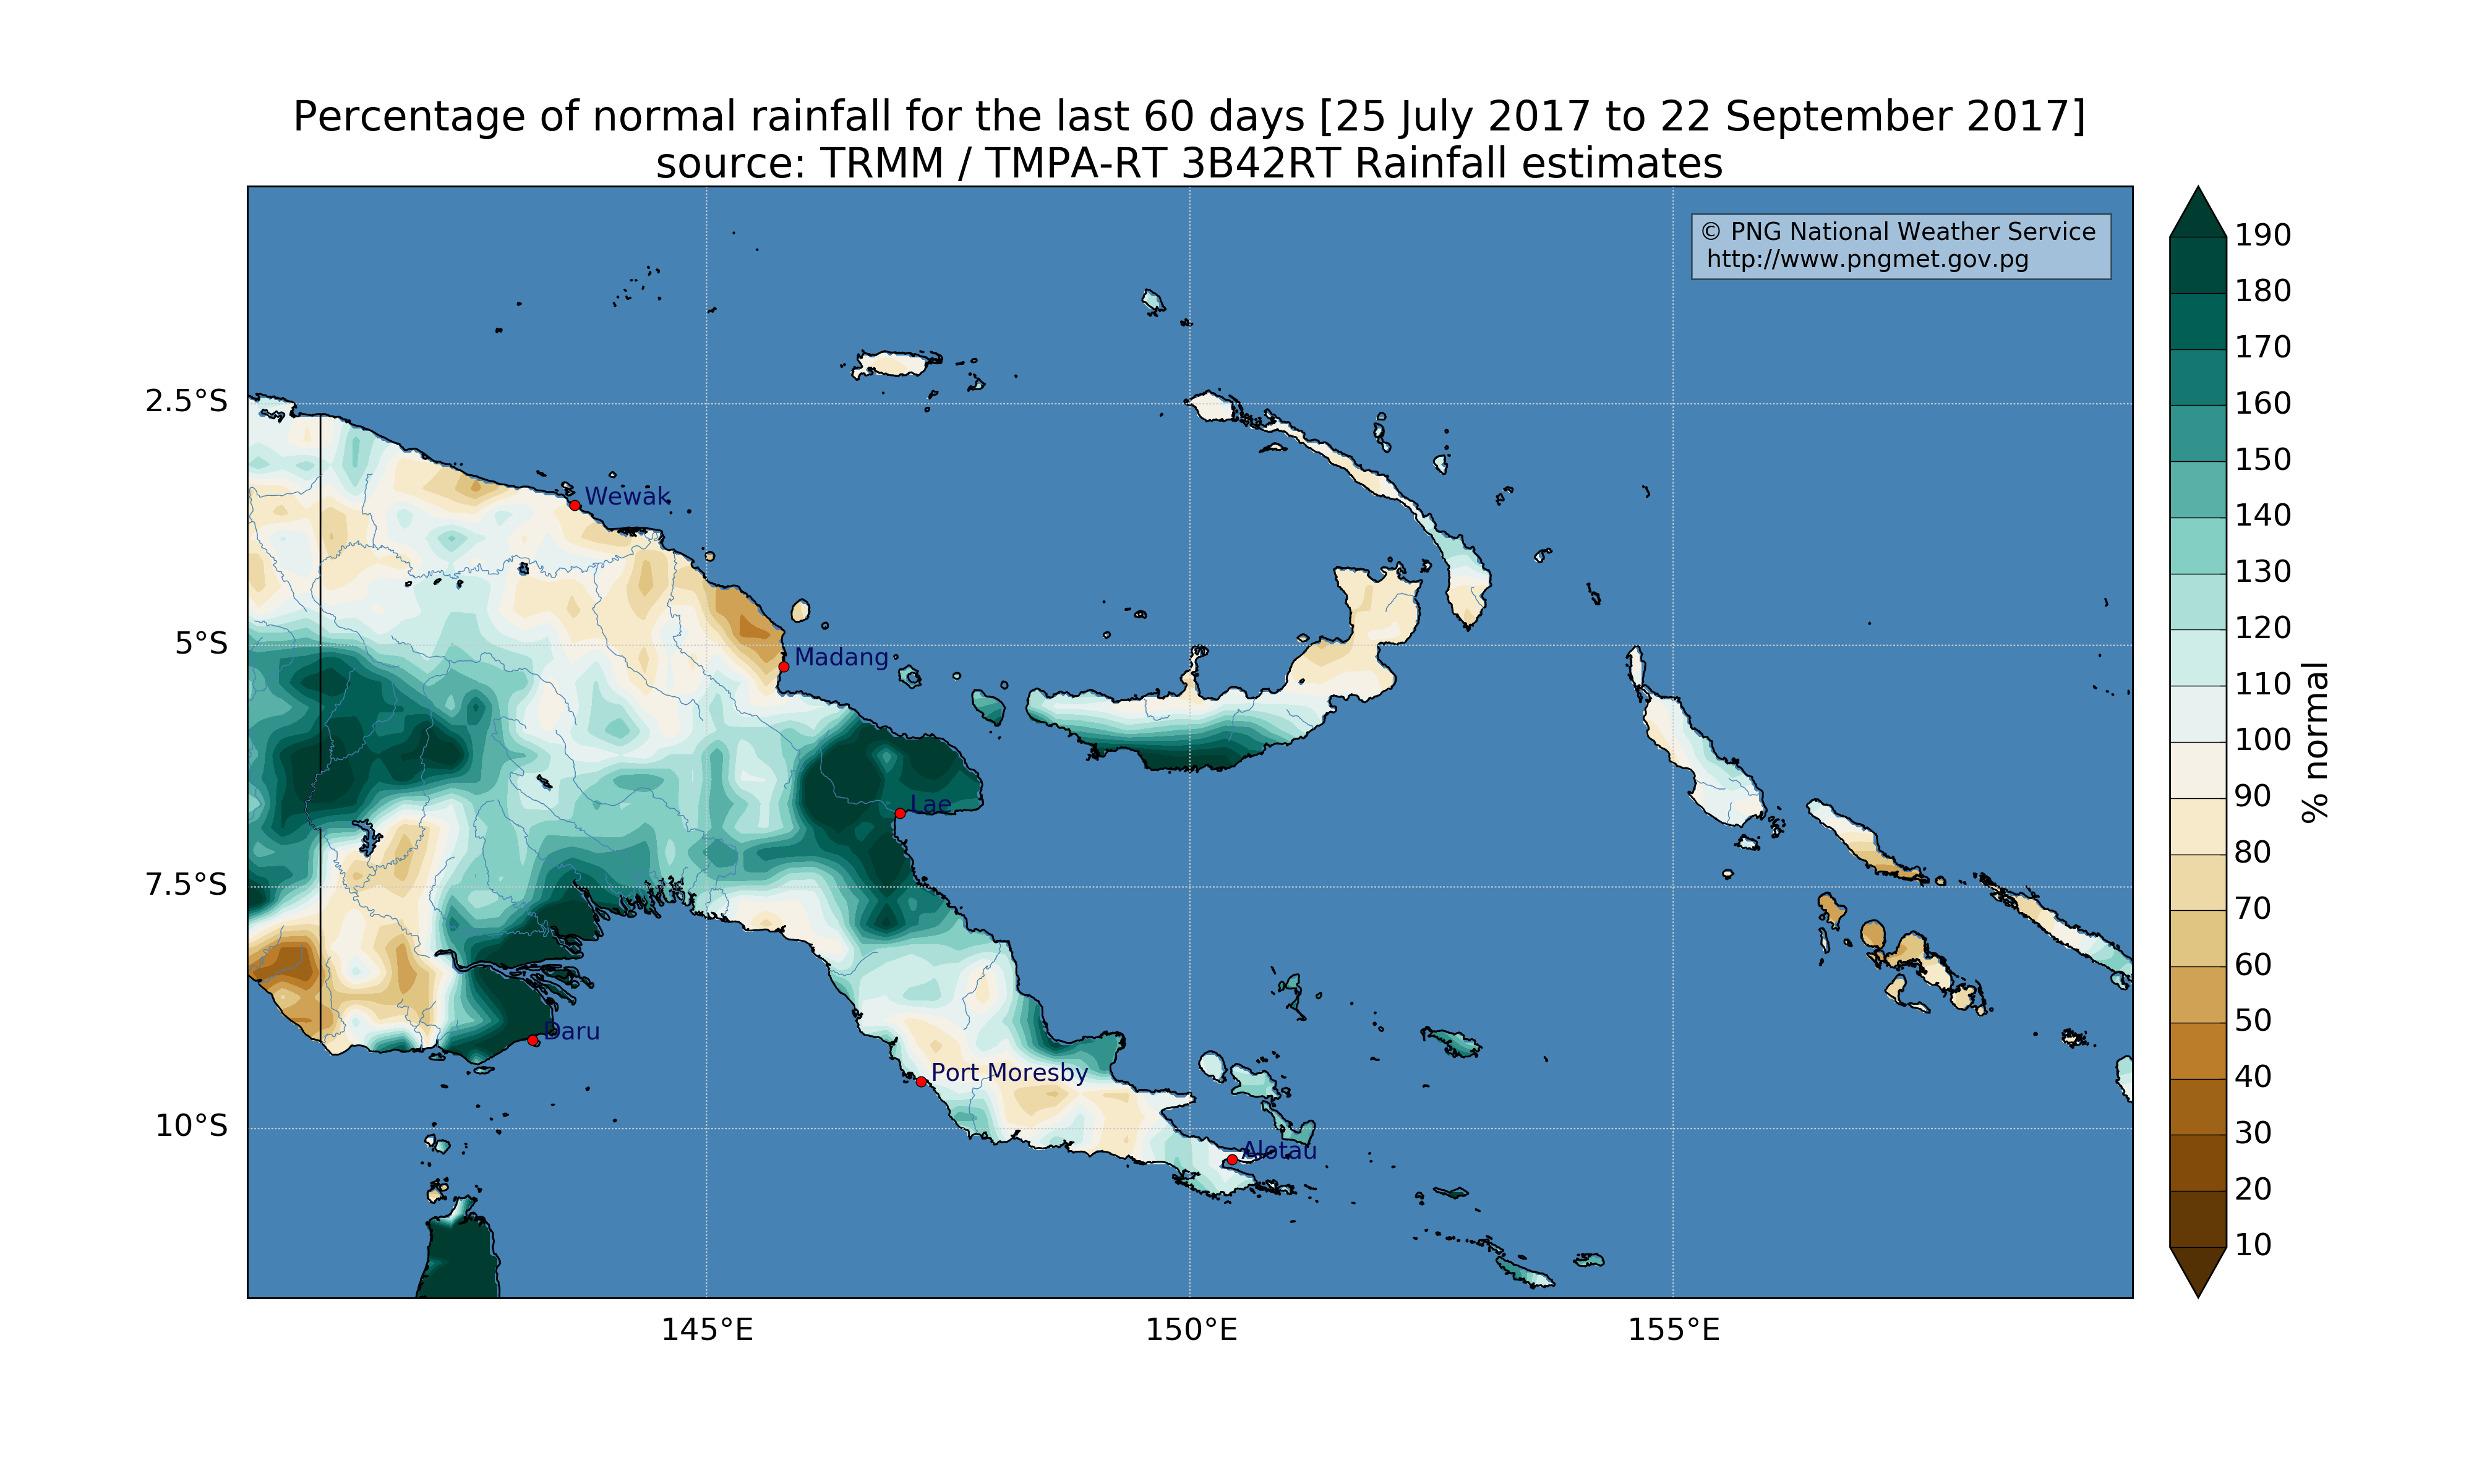 Percentage of normal rainfall for the last 60 days [25 July 2017 to 22 September 2017]
source: TRMM / TMPA-RT 3B42RT Rainfall estimates
© PNG National Weather Service
http://www.pngmet.gov.pg
2.5°S
5°S
7.5°S
10°S
Wewak
Madang
Lae
Daru
Port Moresby
Alotau
145°E
150°E
155°E
190
180
170
160
150
140
130
120
110
100
90
80
70
60
50
40
30
20
10
% normal